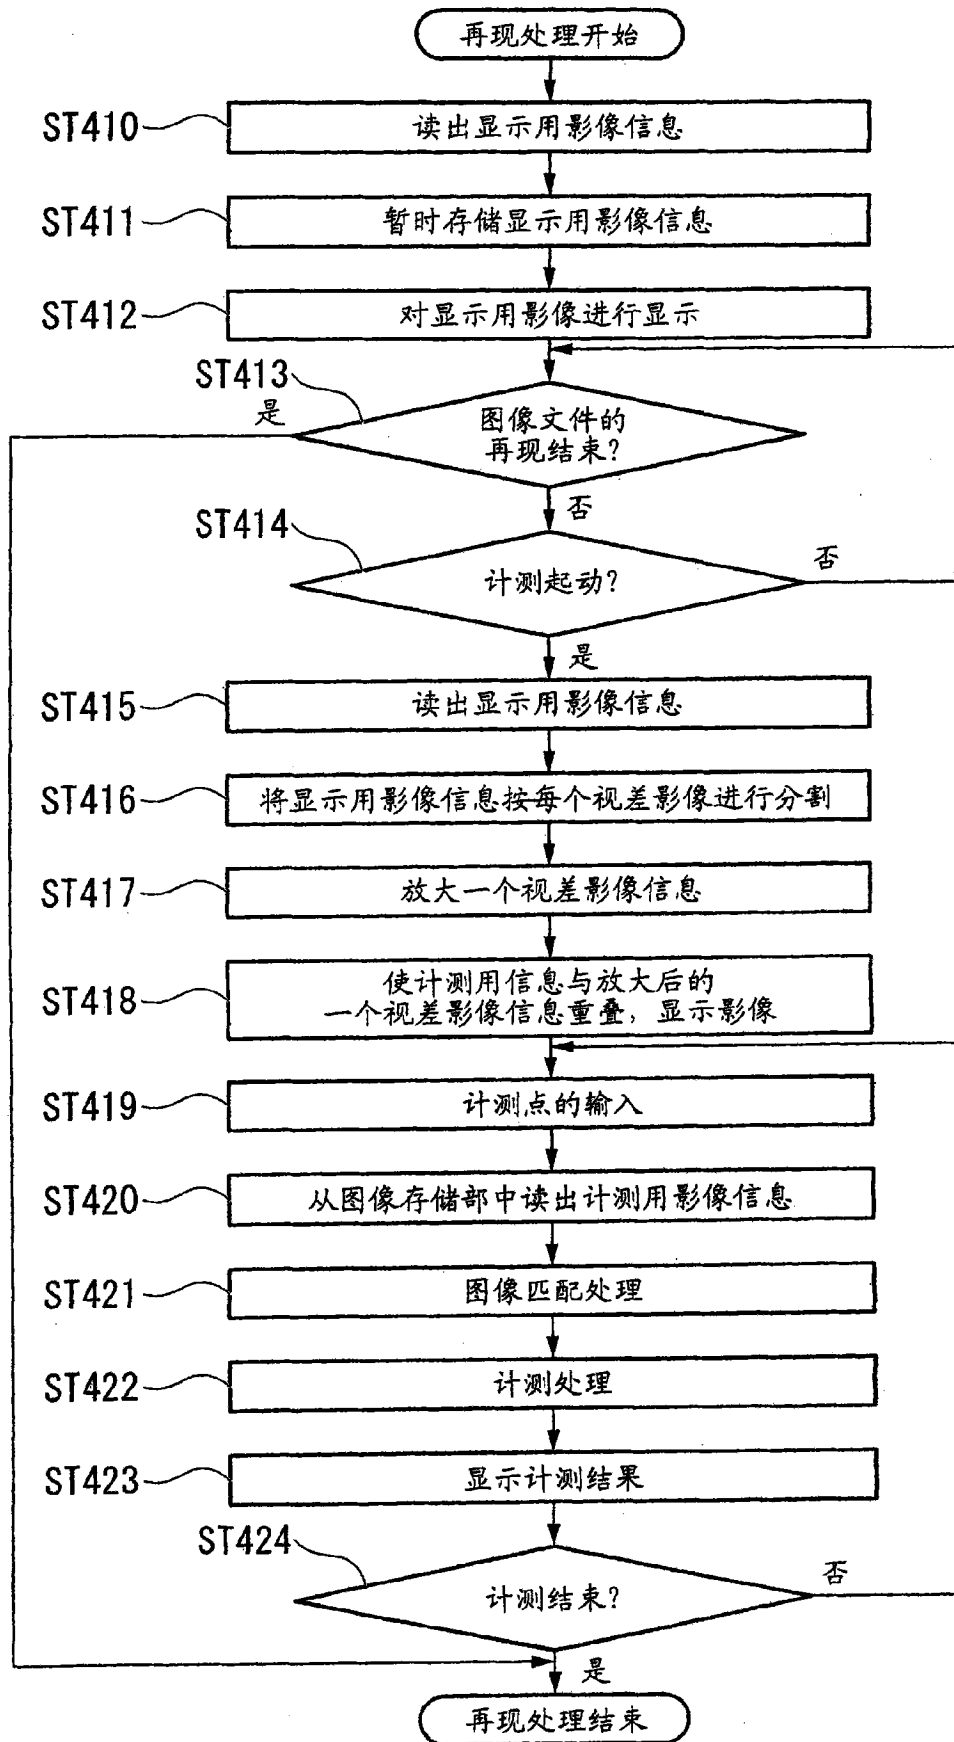 再现处理开始
ST410
读出显示用影像信息
ST411
暂时存储显示用影像信息
ST412
对显示用影像进行显示
ST413
是
图像文件的
再现结束?
否
ST414
计测起动?
否
是
ST415
读出显示用影像信息
ST416
将显示用影像信息按每个视差影像进行分割
ST417
放大一个视差影像信息
ST418
使计测用信息与放大后的
一个视差影像信息重叠,显示影像
ST419
计测点的输入
ST420
从图像存储部中读出计测用影像信息
ST421
图像匹配处理
ST422
计测处理
ST423
显示计测结果
ST424
计测结束?
否
是
再现处理结束